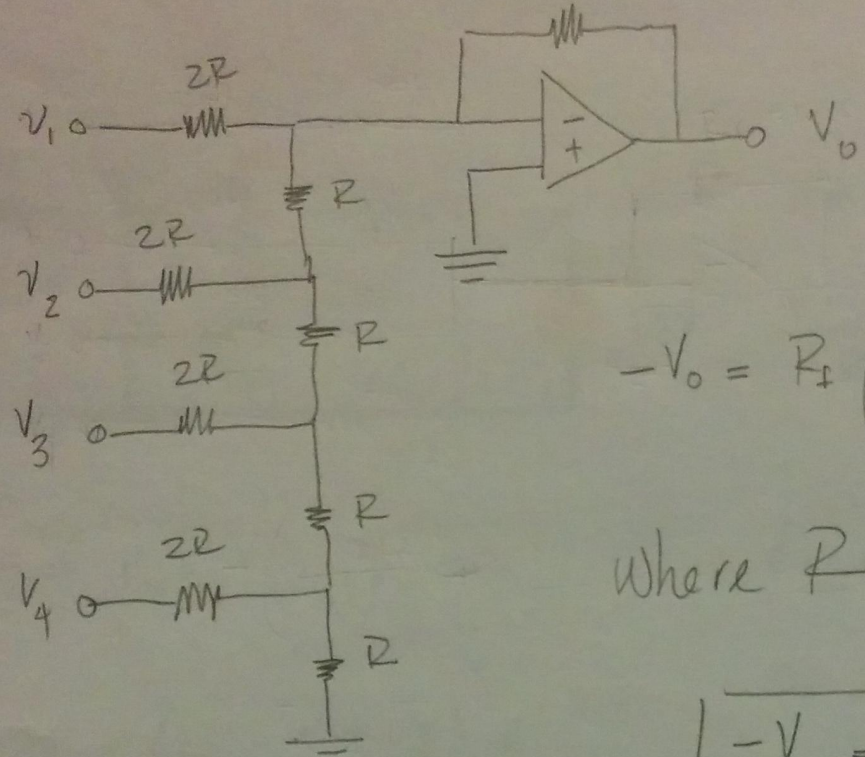 2R
V1
R
− + V0
2R
V2
R
2R
V3
R
2R
V4
R
−V0 = Rf (
where R
−V =